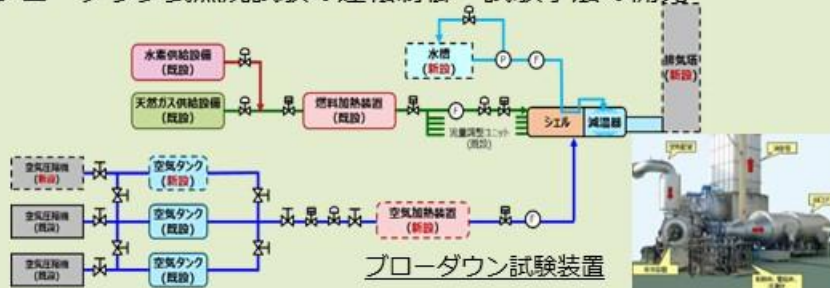 水素供給設備
(既設)
天然ガス供給設備
(既設)
燃料加熱装置
(既設)
水槽
(新設)
P
F
F
流量調整ユニット
(既設)
シェル
減温器
排気塔
(新設)
空気圧縮機
(新設)
空気タンク
(新設)
空気圧縮機
(既設)
空気タンク
(既設)
空気圧縮機
(既設)
空気タンク
(既設)
空気加熱装置
(新設)
F
ブローダウン試験装置